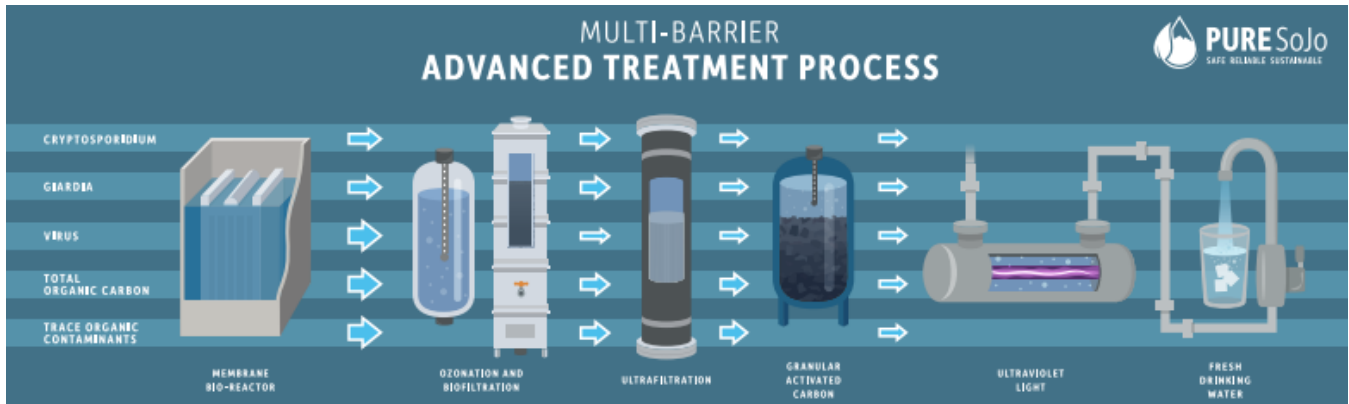 MULTI-BARRIER
ADVANCED TREATMENT PROCESS
PURE SoJo
SAFE RELIABLE SUSTAINABLE
CRYPTOSPORIDIUM
GIARDIA
VIRUS
TOTAL
ORGANIC CARBON
TRACE ORGANIC
CONTAMINANTS
MEMBRANE
BIO-REACTOR
OZONATION AND
BIOFILTRATION
ULTRAFILTRATION
GRANULAR
ACTIVATED
CARBON
ULTRAVIOLET
LIGHT
FRESH
DRINKING
WATER